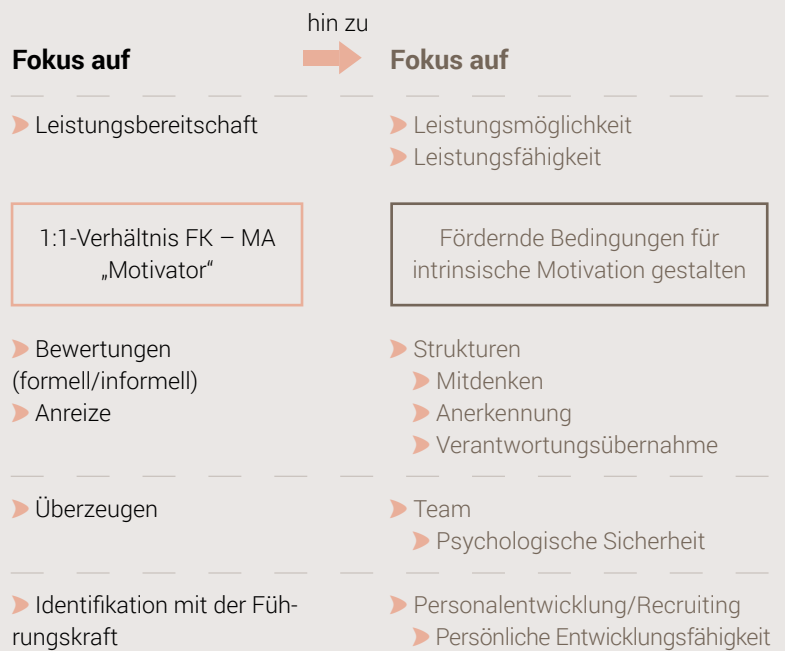 hin zu
Fokus auf
Fokus auf
Leistungsbereitschaft
Leistungsmöglichkeit
Leistungsfähigkeit
1:1-Verhältnis FK – MA
„Motivator“
Fördernde Bedingungen für
intrinsische Motivation gestalten
Bewertungen
(formell/informell)
Anreize
Strukturen
Mitdenken
Anerkennung
Verantwortungsübernahme
Überzeugen
Team
Psychologische Sicherheit
Identifikation mit der Füh-
rungskraft
Personalentwicklung/Recruiting
Persönliche Entwicklungsfähigkeit